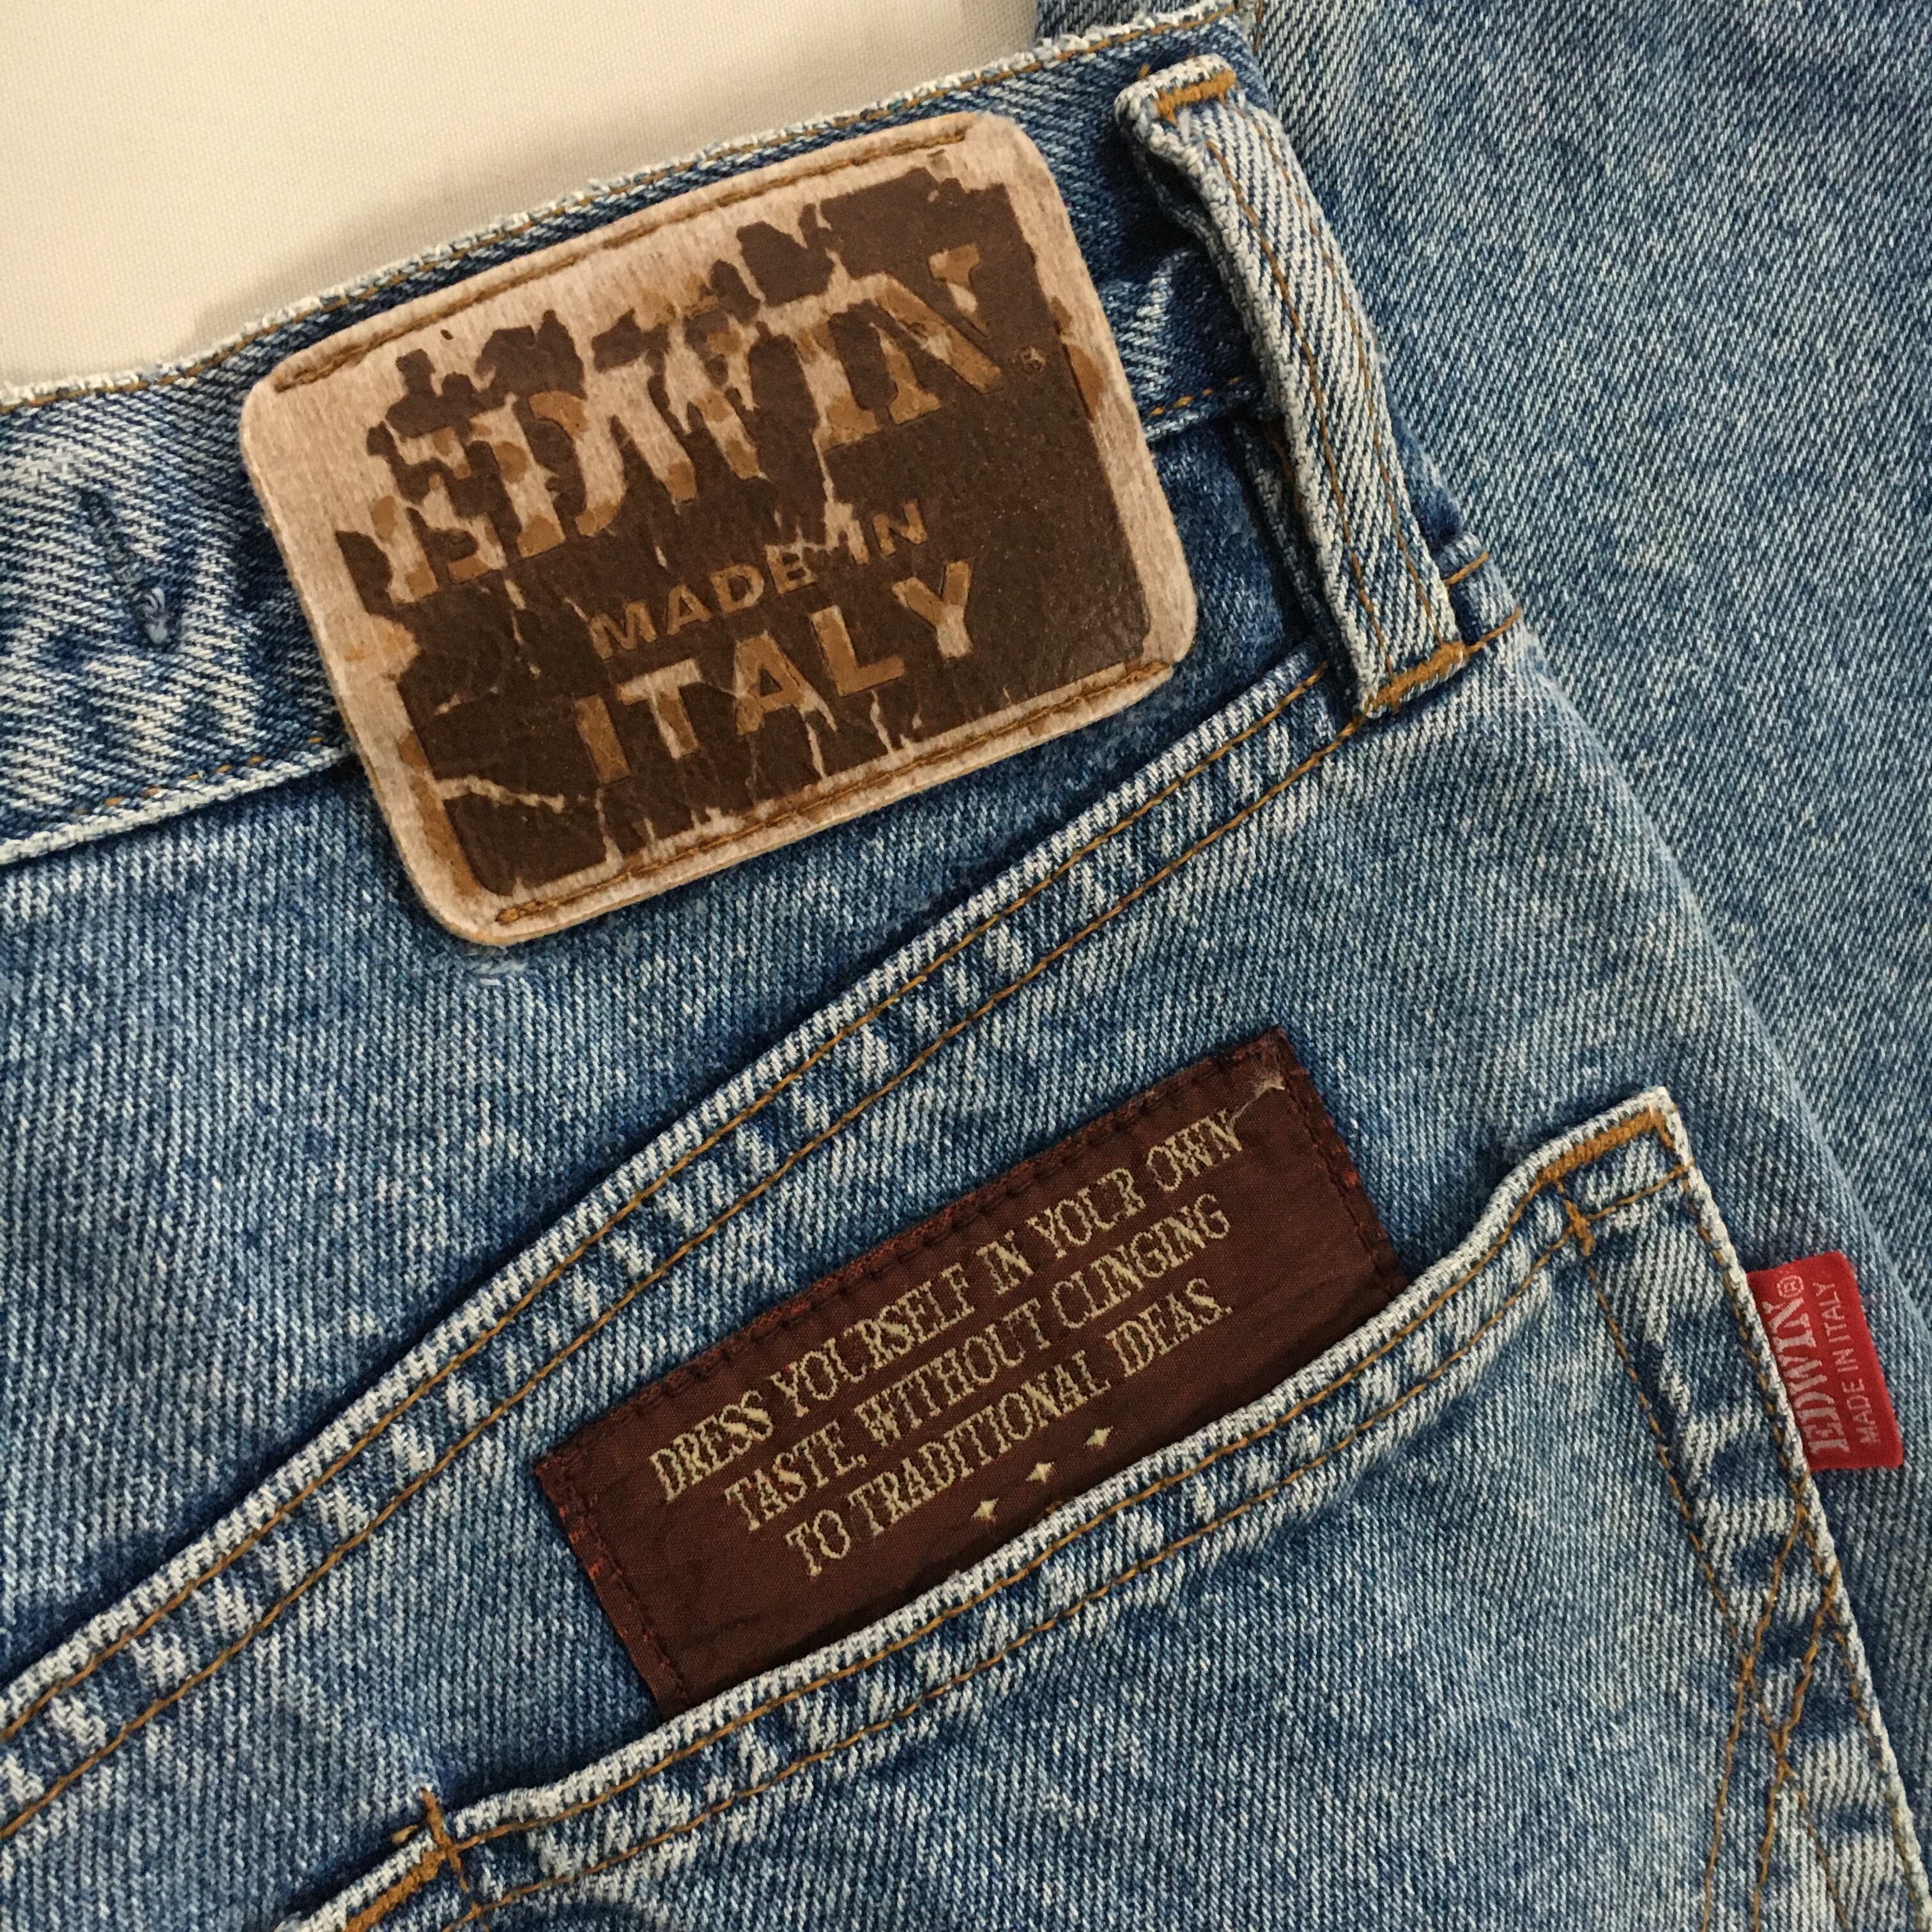 EDWIN®
MADE IN
ITALY
DRESS YOURSELF IN YOUR OWN
TASTE, WITHOUT CLINGING
TO TRADITIONAL IDEAS.
EDWIN®
MADE IN ITALY